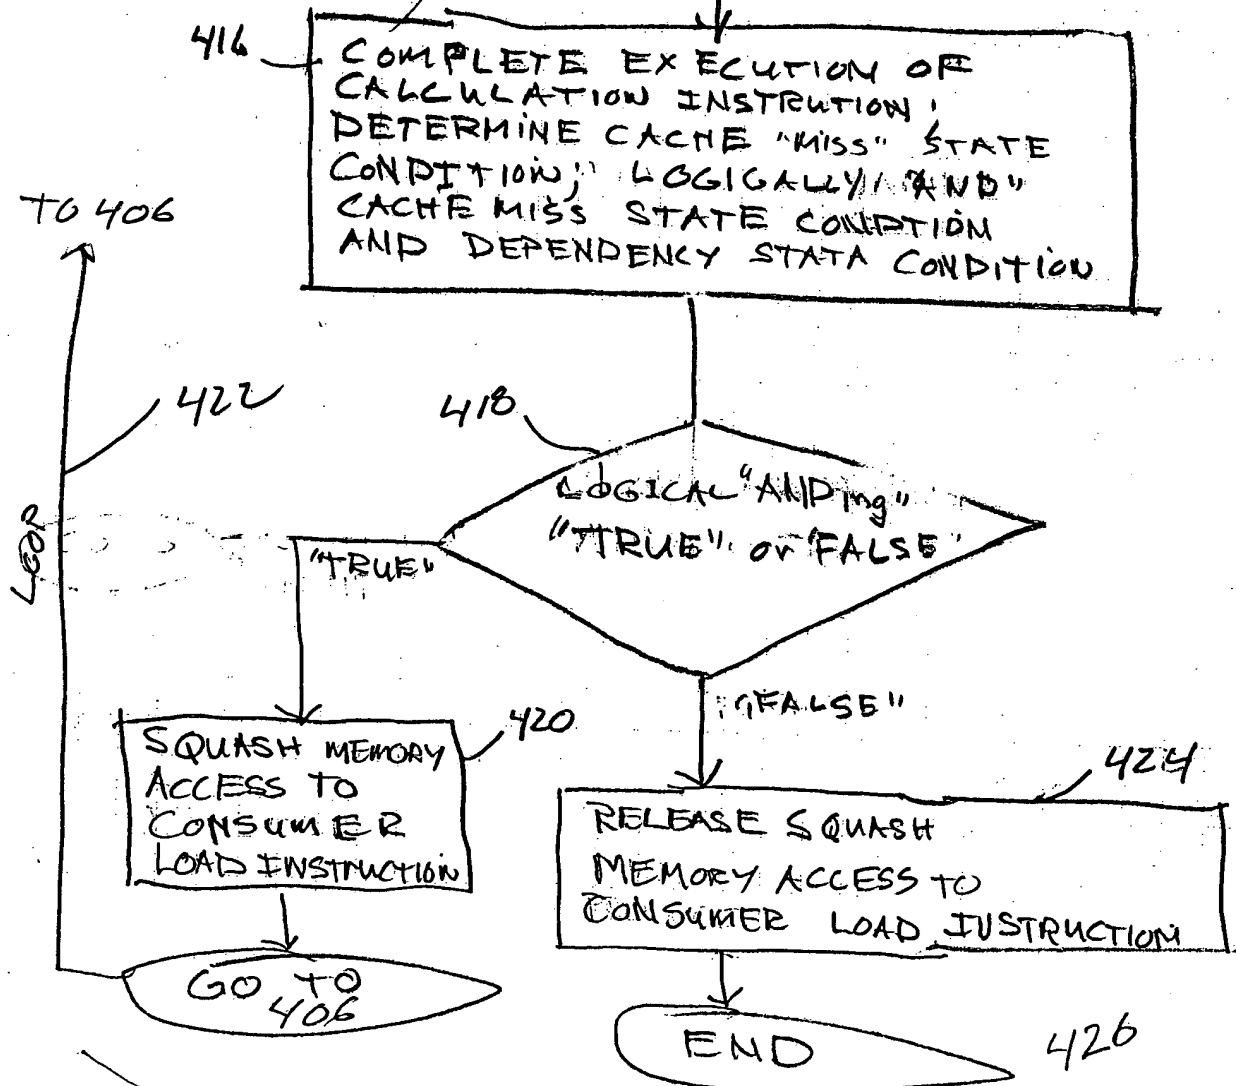 416
COMPLETE EXECUTION OF
CALCULATION INSTRUTION;
DETERMINE CACHE "MISS" STATE
CONDITION; LOGICALLY "AND"
CACHE MISS STATE CONDTION
AND DEPENDENCY STATA CONDITION
TO 406
422
418
LOGICAL "ANDing"
"TRUE" or "FALSE"
LOOP
"TRUE"
"FALSE"
420
SQUASH MEMORY
ACCESS TO
CONSUMER
LOAD INSTRUCTION
424
RELEASE SQUASH
MEMORY ACCESS TO
CONSUMER LOAD INSTRUCTION
GO TO
406
END
426